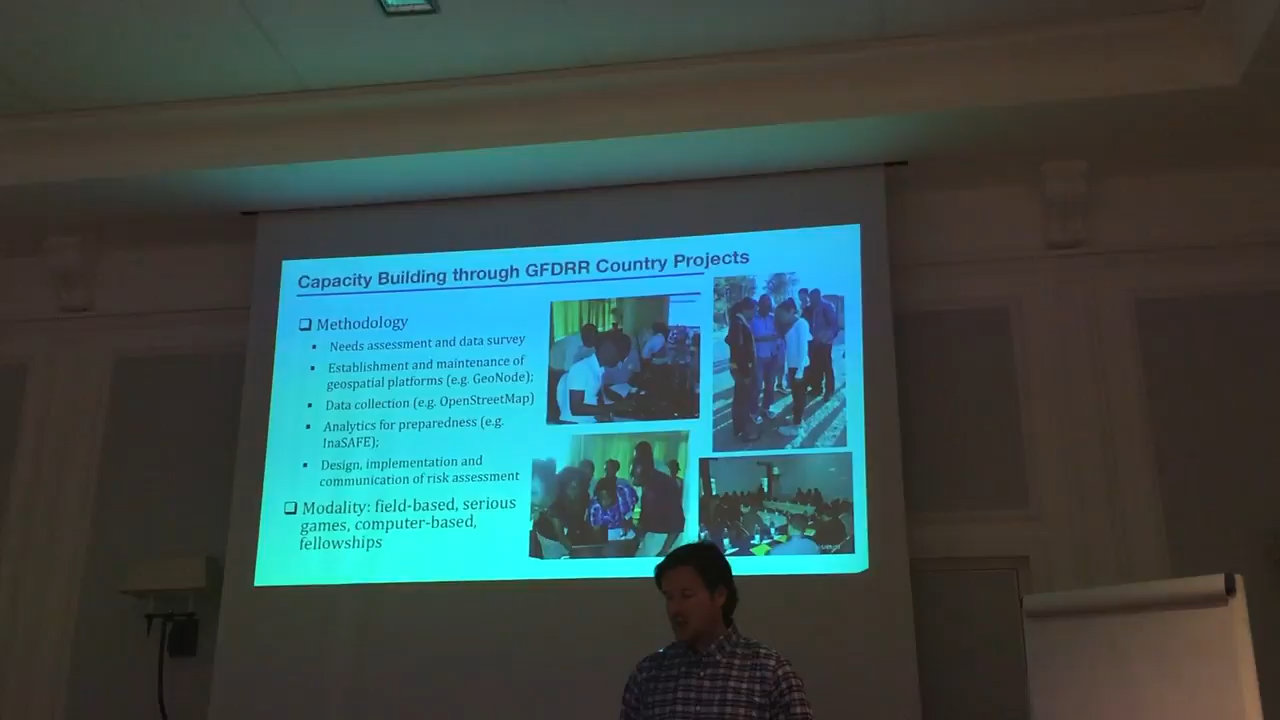 Capacity Building through GFDRR Country Projects
Methodology
Needs assessment and data survey
Establishment and maintenance of
geospatial platforms (e.g. GeoNode);
Data collection (e.g. OpenStreetMap)
Analytics for preparedness (e.g.
InaSAFE);
Design, implementation and
communication of risk assessment
Modality: field-based, serious
games, computer-based,
fellowships